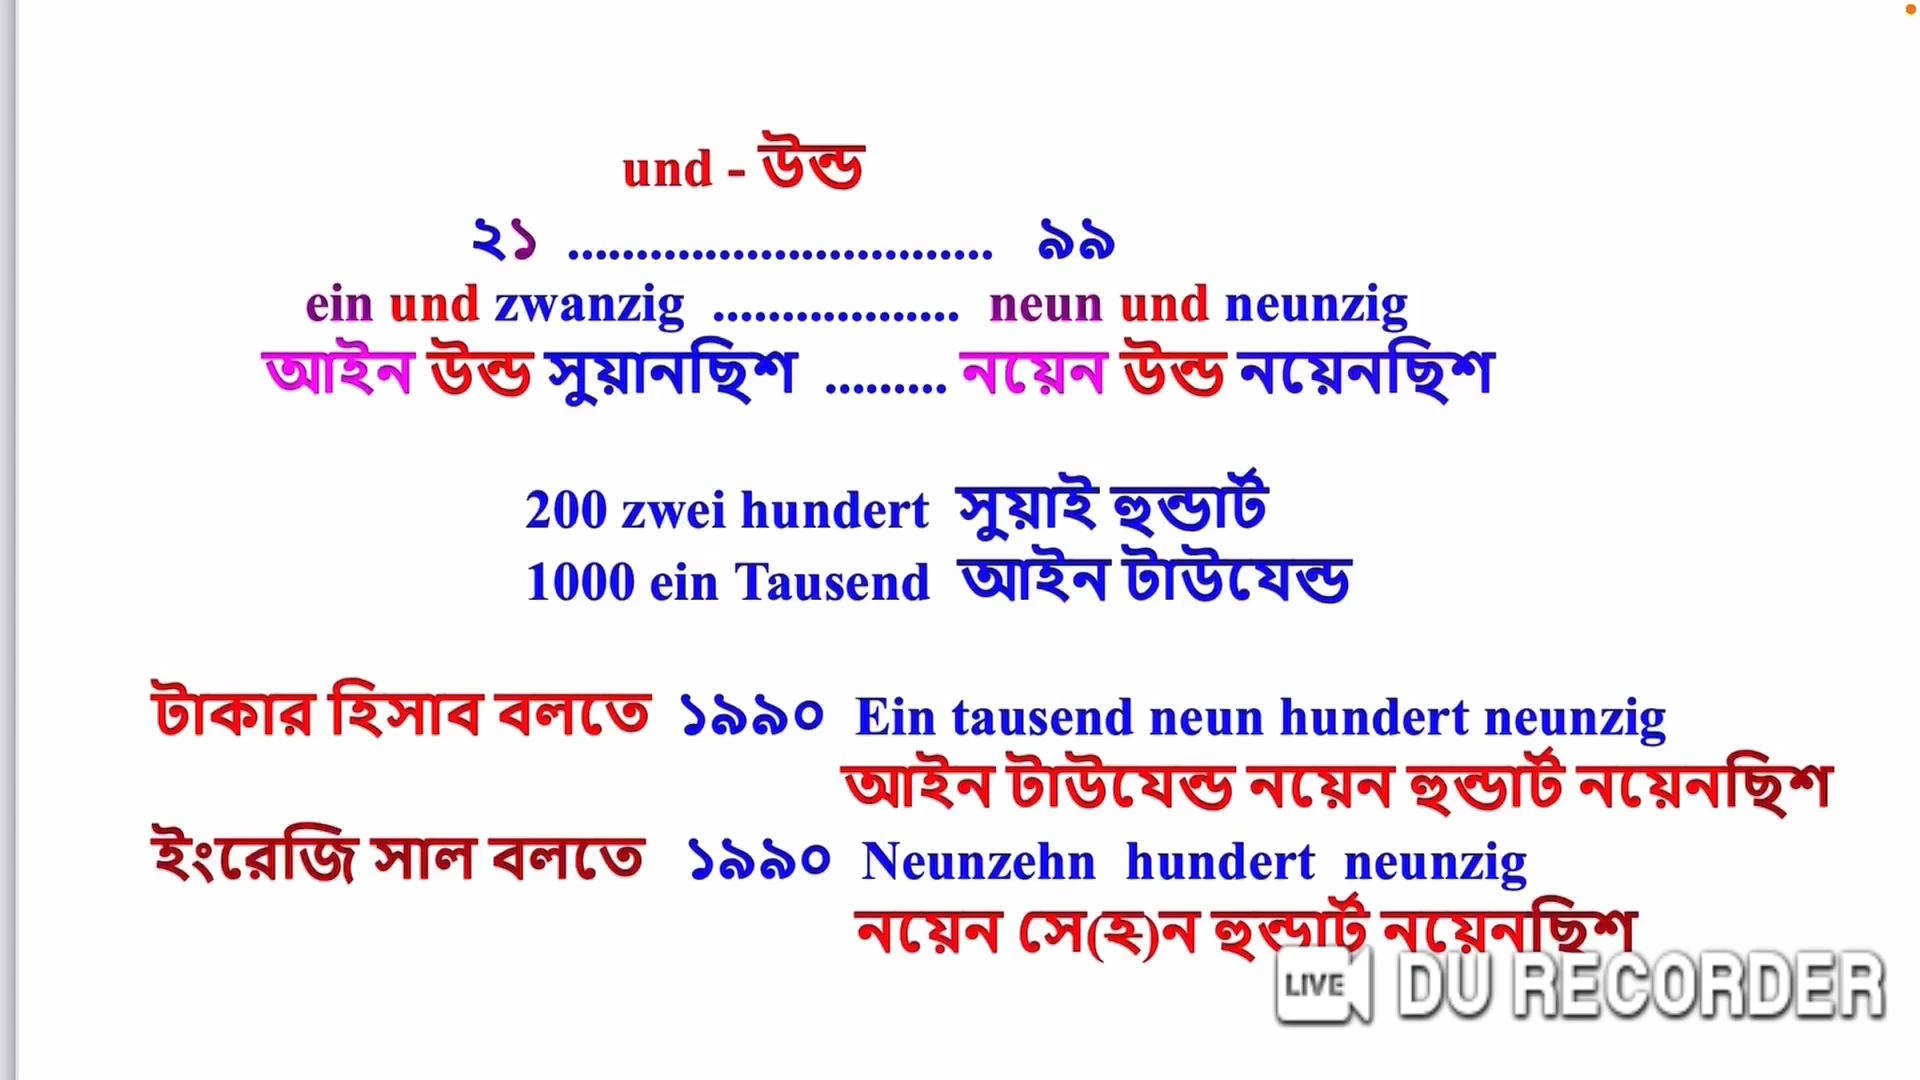 und - উন্ড
২১ .............................. ৯৯
ein und zwanzig .................. neun und neunzig
আইন উন্ড সুয়ানছিশ ......... নয়েন উন্ড নয়েনছিশ
200 zwei hundert সুয়াই হুন্ডার্ট
1000 ein Tausend আইন টাউযেন্ড
টাকার হিসাব বলতে ১৯৯০ Ein tausend neun hundert neunzig
আইন টাউযেন্ড নয়েন হুন্ডার্ট নয়েনছিশ
ইংরেজি সাল বলতে ১৯৯০ Neunzehn hundert neunzig
নয়েন সে(হ)ন হুন্ডার্ট নয়েনছিশ
LIVE DU RECORDER